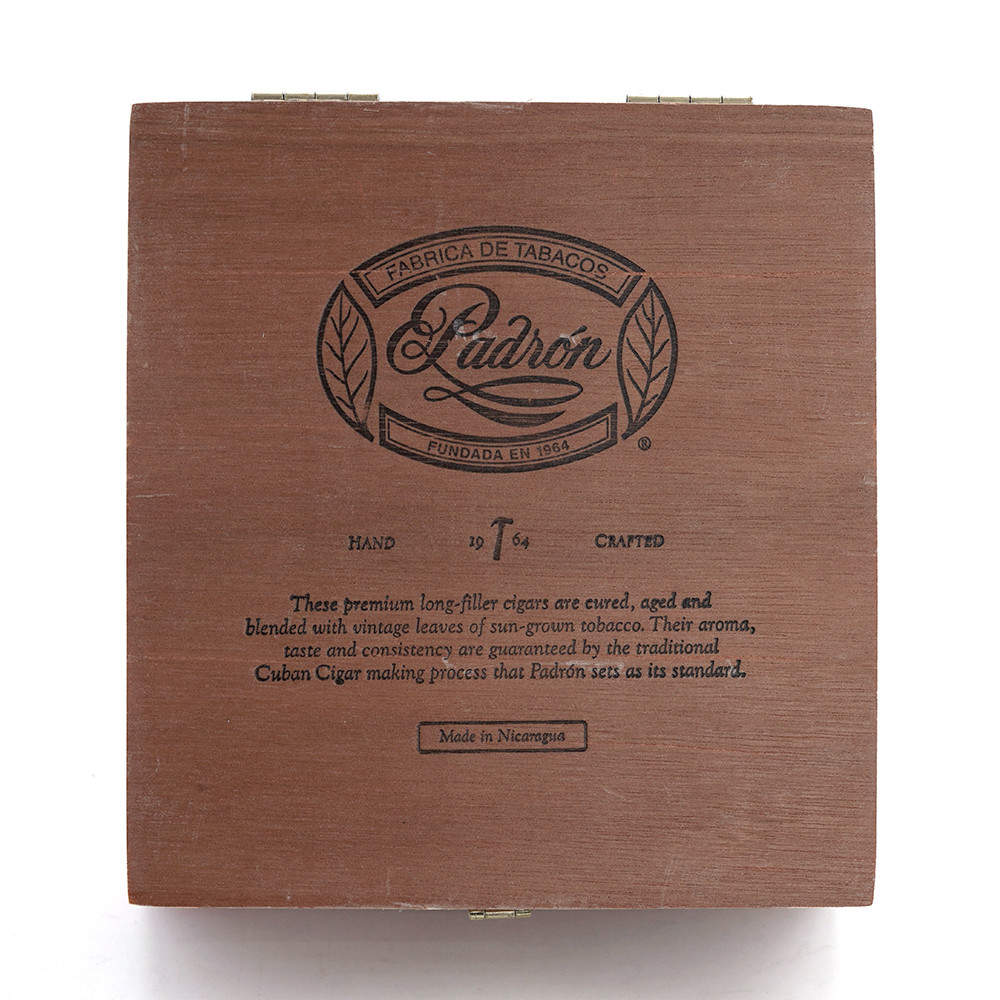 FABRICA DE TABACOS
Padrón
FUNDADA EN 1964
®
HAND 19 64 CRAFTED
These premium long-filler cigars are cured, aged and
blended with vintage leaves of sun-grown tobacco. Their aroma,
taste and consistency are guaranteed by the traditional
Cuban Cigar making process that Padrón sets as its standard.
Made in Nicaragua